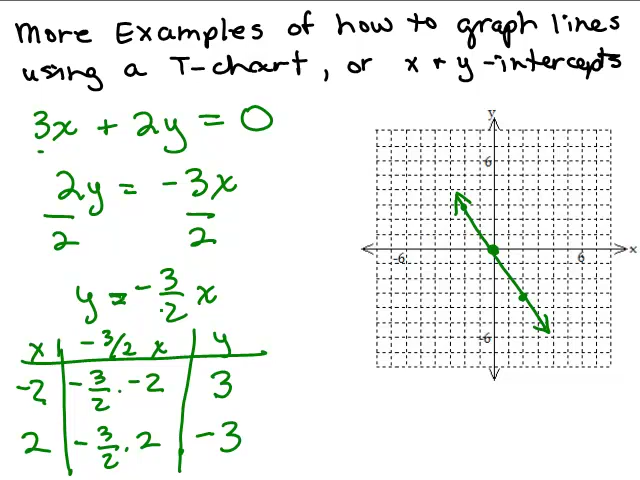 More Examples of how to graph lines
using a T-chart, or x + y-intercepts
3x + 2y = 0
2y = -3x
2 2
y = -3/2 x
x -3/2 x y
-2 -3/2 · -2 3
2 -3/2 · 2 -3
y
6
-6 6 x
-6